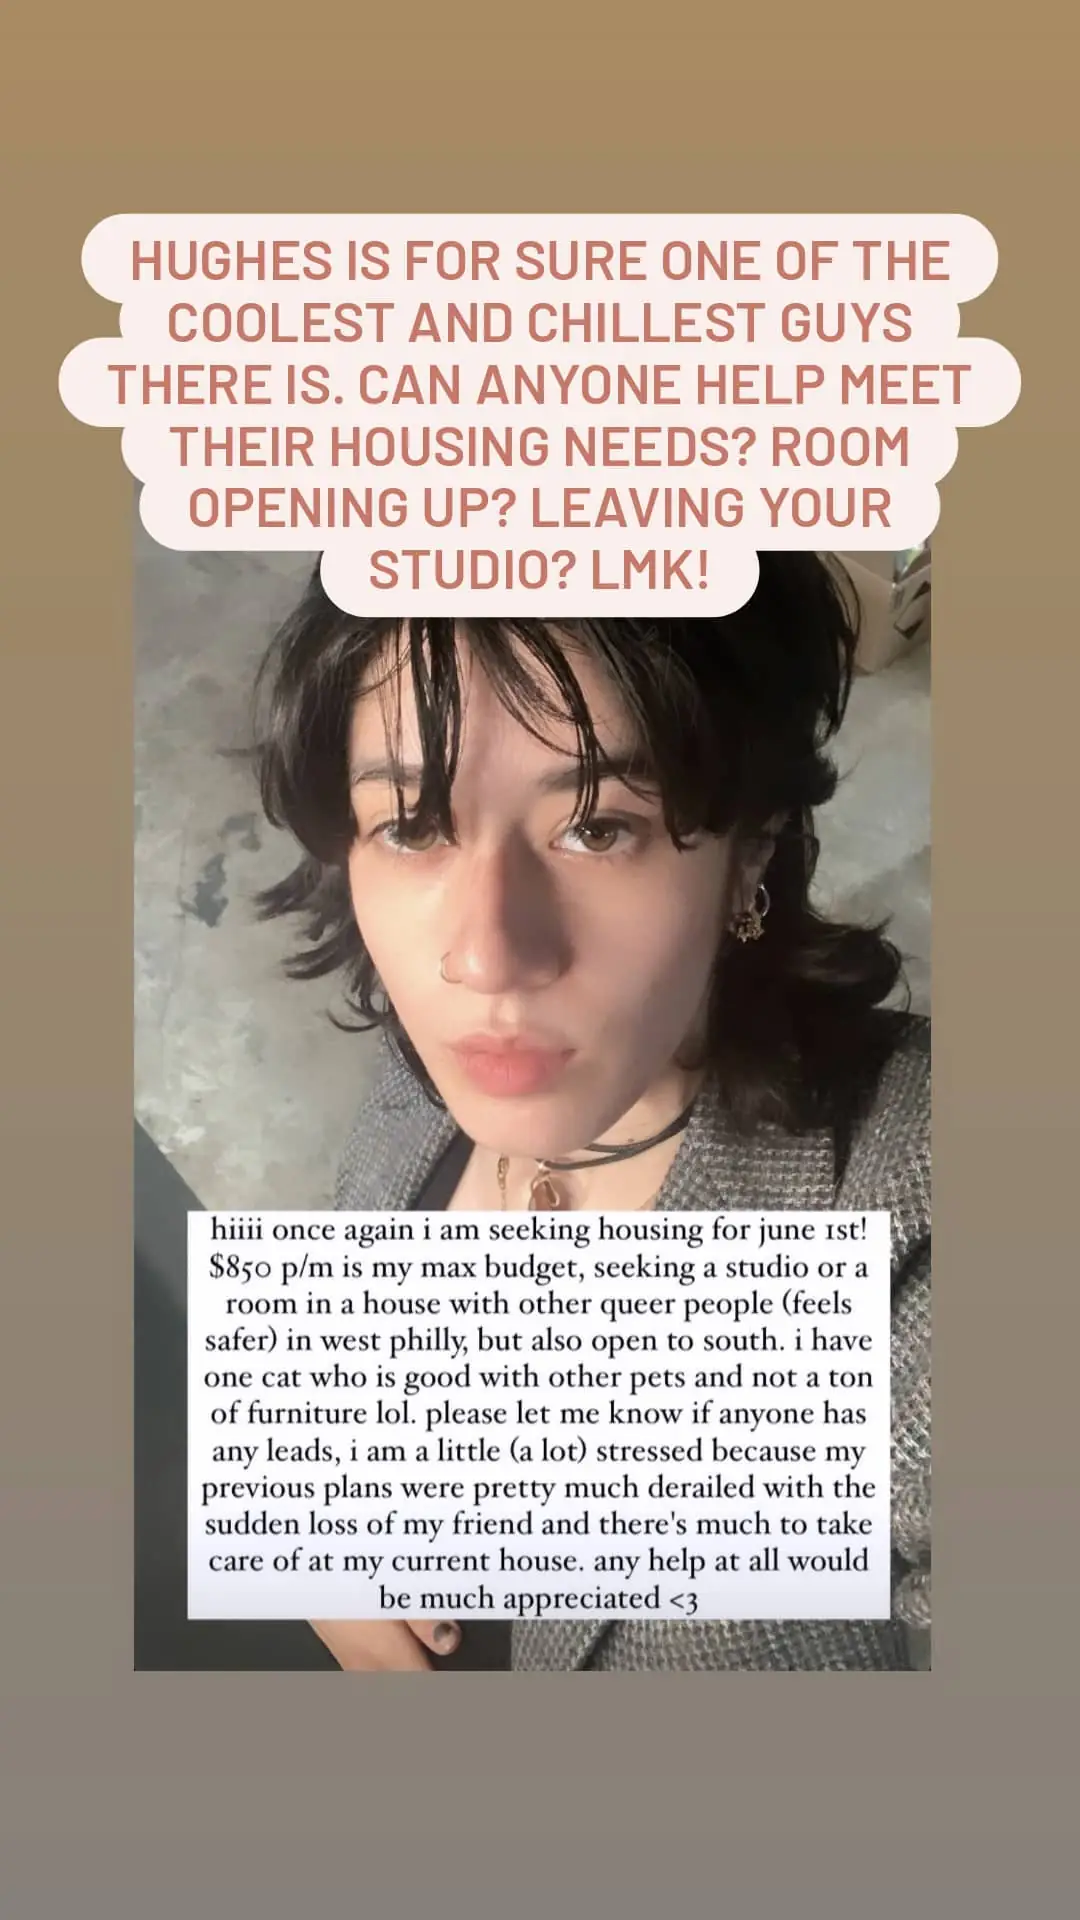 HUGHES IS FOR SURE ONE OF THE
COOLEST AND CHILLEST GUYS
THERE IS. CAN ANYONE HELP MEET
THEIR HOUSING NEEDS? ROOM
OPENING UP? LEAVING YOUR
STUDIO? LMK!
hiiii once again i am seeking housing for june 1st!
$850 p/m is my max budget, seeking a studio or a
room in a house with other queer people (feels
safer) in west philly, but also open to south. i have
one cat who is good with other pets and not a ton
of furniture lol. please let me know if anyone has
any leads, i am a little (a lot) stressed because my
previous plans were pretty much derailed with the
sudden loss of my friend and there's much to take
care of at my current house. any help at all would
be much appreciated <3